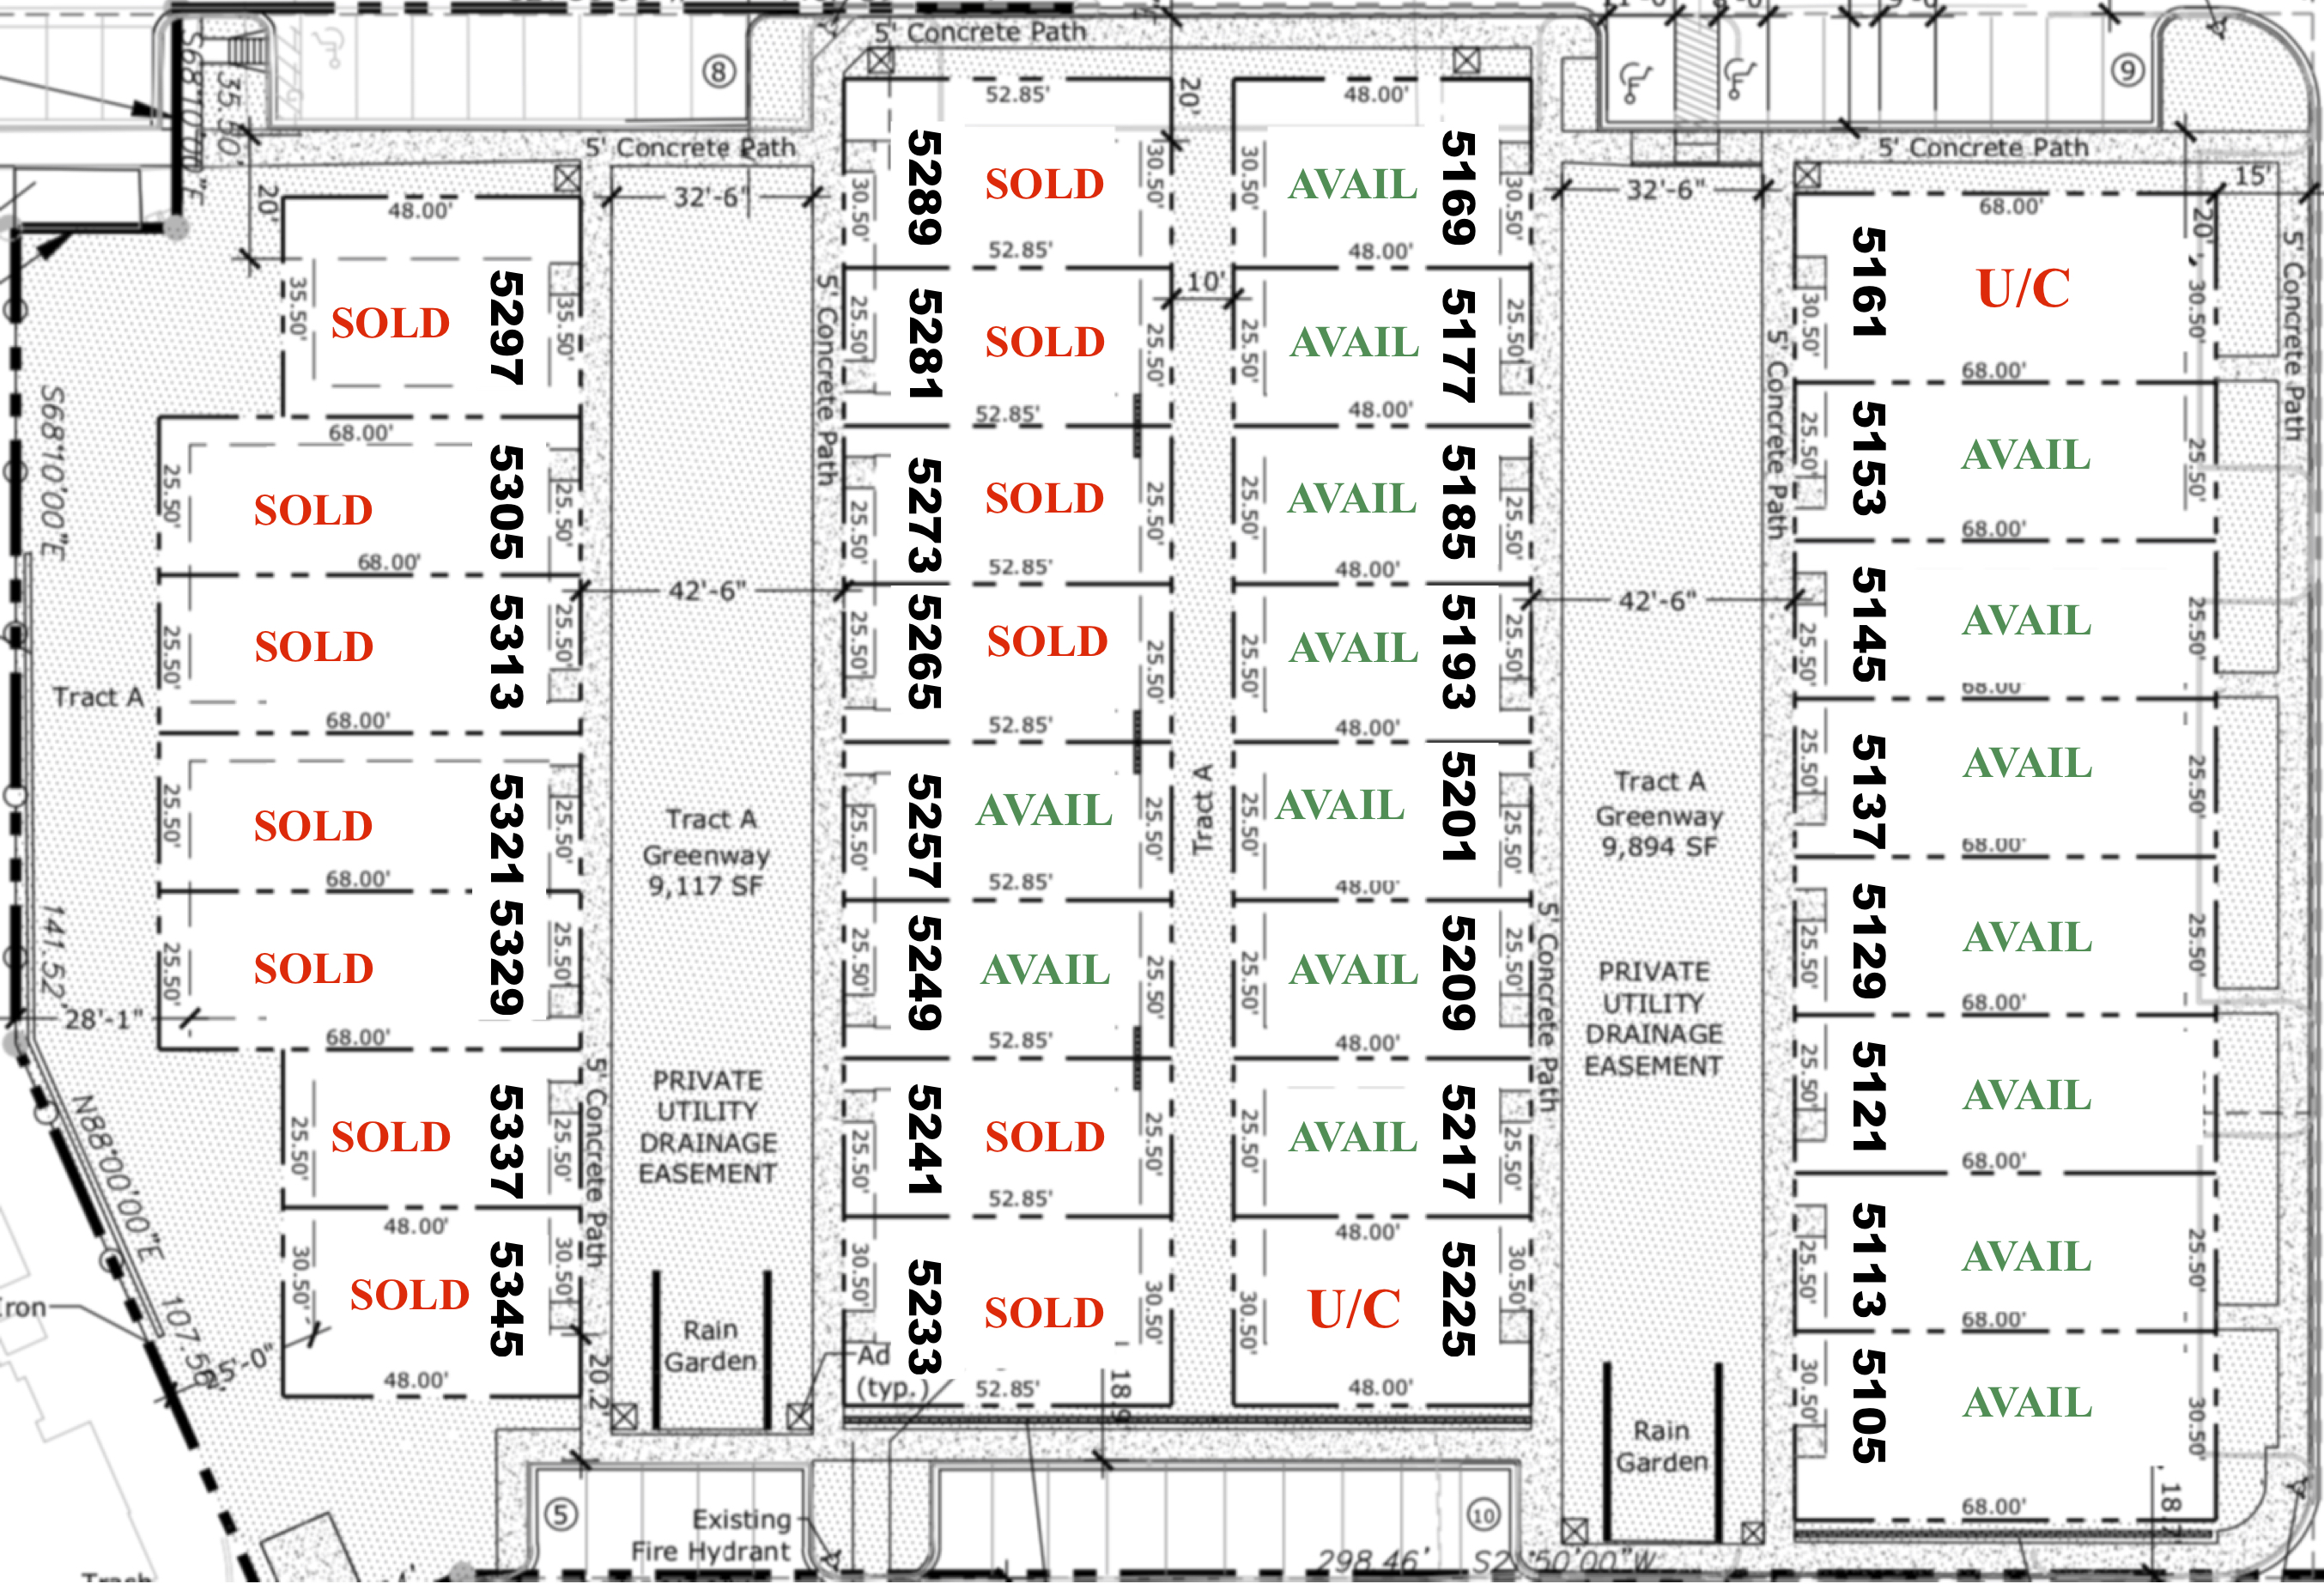 5' Concrete Path
8
9
S68°10'00"E
35.50'
20'
5' Concrete Path
32'-6"
48.00'
35.50'
SOLD
5297
35.50'
68.00'
25.50'
SOLD
5305
25.50'
68.00'
25.50'
SOLD
5313
25.50'
68.00'
25.50'
SOLD
5321
25.50'
68.00'
25.50'
SOLD
5329
25.50'
68.00'
25.50'
SOLD
5337
25.50'
48.00'
30.50'
SOLD
5345
30.50'
48.00'
20.2'
S68°10'00"E
141.52'
Tract A
28'-1"
N88°00'00"E
Iron
42'-6"
Tract A
Greenway
9,117 SF
PRIVATE
UTILITY
DRAINAGE
EASEMENT
Rain
Garden
5' Concrete Path
5' Concrete Path
52.85'
30.50'
5289
SOLD
30.50'
52.85'
25.50'
5281
SOLD
25.50'
52.85'
25.50'
5273
SOLD
25.50'
52.85'
25.50'
5265
SOLD
25.50'
52.85'
25.50'
5257
AVAIL
25.50'
52.85'
25.50'
5249
AVAIL
25.50'
52.85'
25.50'
5241
SOLD
25.50'
52.85'
30.50'
5233
SOLD
30.50'
52.85'
Ad
(typ.)
20'
10'
Tract A
48.00'
30.50'
AVAIL
5169
30.50'
48.00'
25.50'
AVAIL
5177
25.50'
48.00'
25.50'
AVAIL
5185
25.50'
48.00'
25.50'
AVAIL
5193
25.50'
48.00'
25.50'
AVAIL
5201
25.50'
48.00'
25.50'
AVAIL
5209
25.50'
48.00'
25.50'
AVAIL
5217
25.50'
48.00'
30.50'
U/C
5225
30.50'
48.00'
32'-6"
42'-6"
Tract A
Greenway
9,894 SF
PRIVATE
UTILITY
DRAINAGE
EASEMENT
Rain
Garden
5' Concrete Path
5' Concrete Path
5' Concrete Path
15'
20'
5' Concrete Path
68.00'
30.50'
5161
U/C
30.50'
68.00'
25.50'
5153
AVAIL
25.50'
68.00'
25.50'
5145
AVAIL
25.50'
68.00'
25.50'
5137
AVAIL
25.50'
68.00'
25.50'
5129
AVAIL
25.50'
68.00'
25.50'
5121
AVAIL
68.00'
25.50'
5113
AVAIL
25.50'
68.00'
30.50'
5105
AVAIL
30.50'
68.00'
5
10
Existing
Fire Hydrant
298.46'